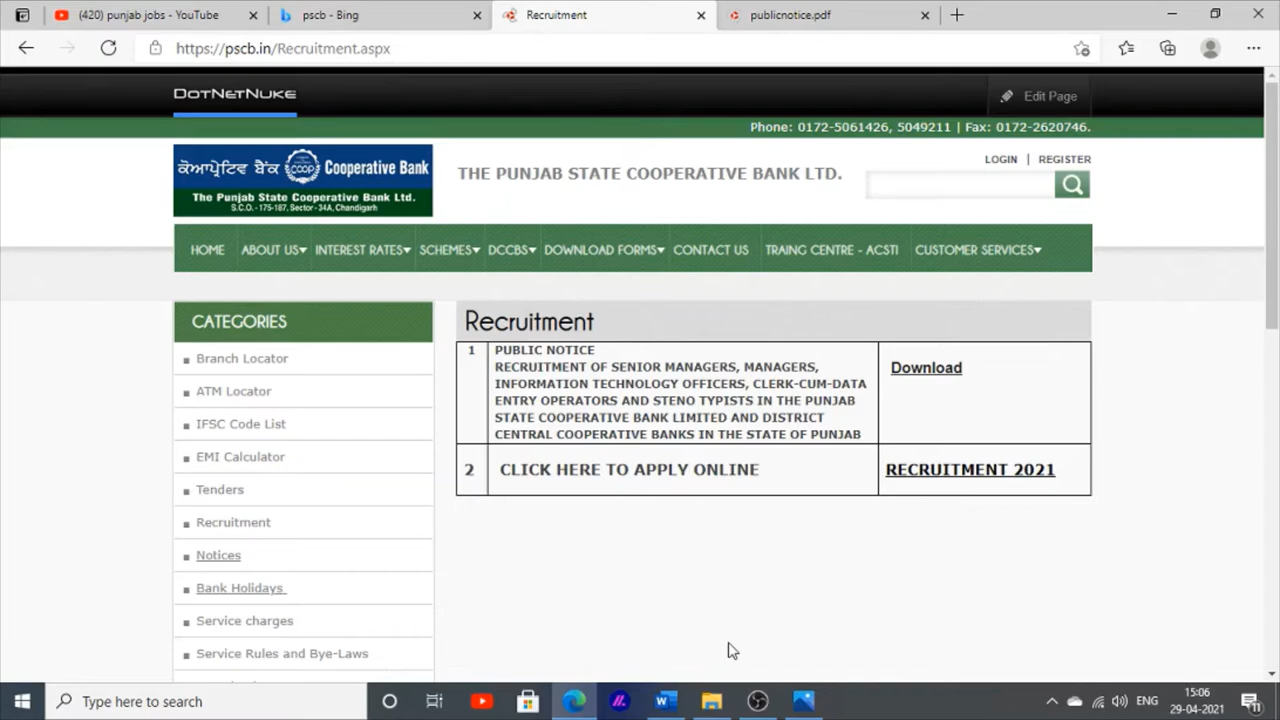 (420) punjab jobs - YouTube
pscb - Bing
Recruitment
publicnotice.pdf
https://pscb.in/Recruitment.aspx
DOTNETNUKE
Edit Page
Phone: 0172-5061426, 5049211 | Fax: 0172-2620746.
ਕੋਆਪ੍ਰੇਟਿਵ ਬੈਂਕ COOP Cooperative Bank
The Punjab State Cooperative Bank Ltd.
S.C.O.-175-187, Sector-34A, Chandigarh
THE PUNJAB STATE COOPERATIVE BANK LTD.
LOGIN | REGISTER
HOME ABOUT US INTEREST RATES SCHEMES DCCBS DOWNLOAD FORMS CONTACT US TRAING CENTRE - ACSTI CUSTOMER SERVICES
CATEGORIES
Branch Locator
ATM Locator
IFSC Code List
EMI Calculator
Tenders
Recruitment
Notices
Bank Holidays
Service charges
Service Rules and Bye-Laws
Recruitment
1 PUBLIC NOTICE
RECRUITMENT OF SENIOR MANAGERS, MANAGERS,
INFORMATION TECHNOLOGY OFFICERS, CLERK-CUM-DATA
ENTRY OPERATORS AND STENO TYPISTS IN THE PUNJAB
STATE COOPERATIVE BANK LIMITED AND DISTRICT
CENTRAL COOPERATIVE BANKS IN THE STATE OF PUNJAB
Download
2 CLICK HERE TO APPLY ONLINE RECRUITMENT 2021
Type here to search
ENG
15:06
29-04-2021
11